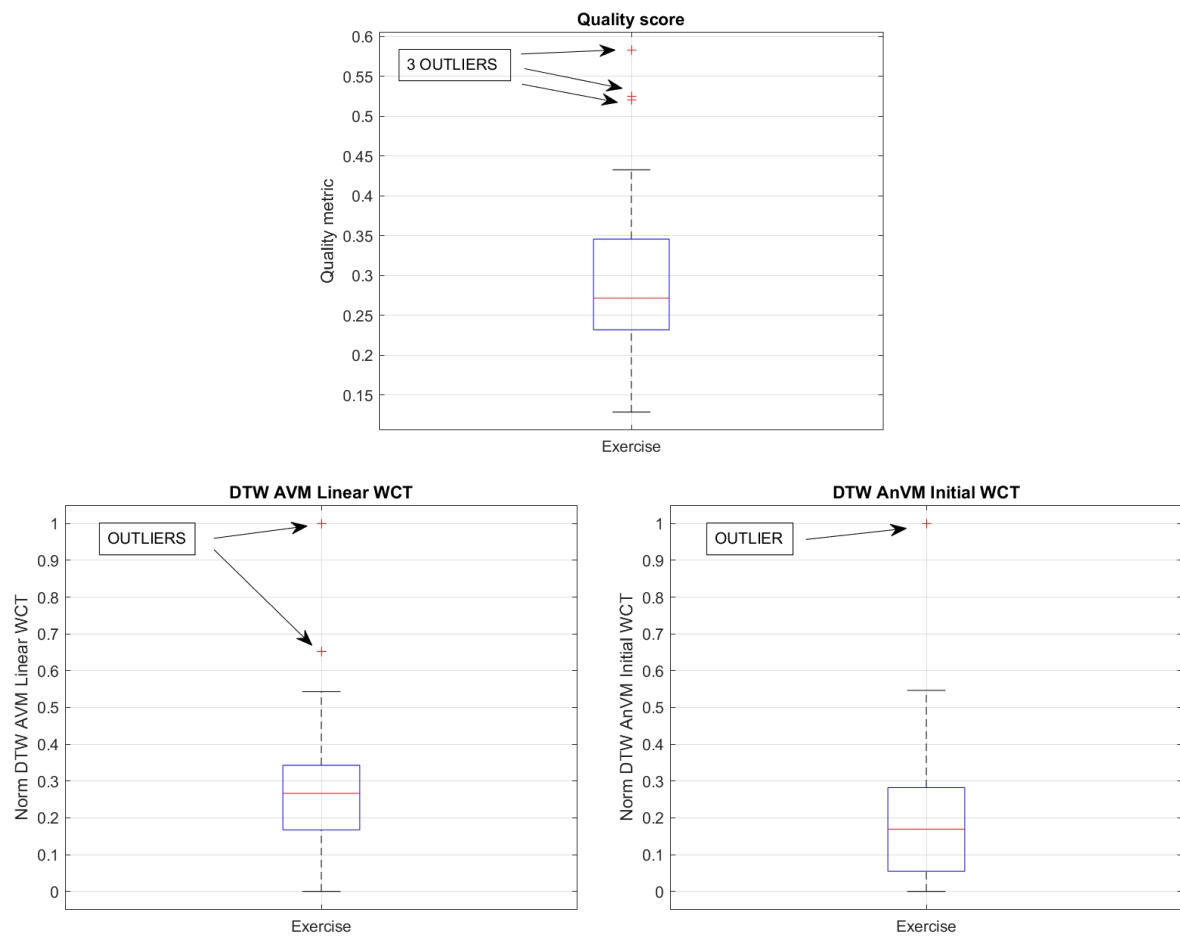 Quality score
3 OUTLIERS
0.6
0.55
0.5
0.45
0.4
0.35
0.3
0.25
0.2
0.15
Quality metric
Exercise
DTW AVM Linear WCT
OUTLIERS
1
0.9
0.8
0.7
0.6
0.5
0.4
0.3
0.2
0.1
0
Norm DTW AVM Linear WCT
Exercise
DTW AnVM Initial WCT
OUTLIER
1
0.9
0.8
0.7
0.6
0.5
0.4
0.3
0.2
0.1
0
Norm DTW AnVM Initial WCT
Exercise